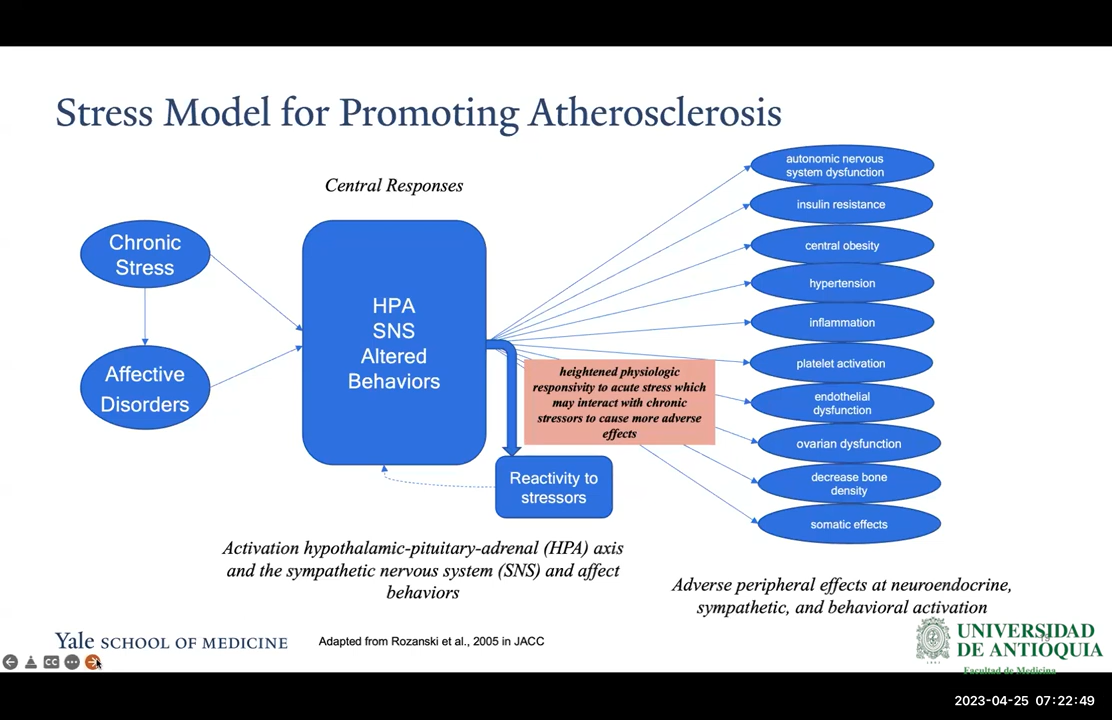 Stress Model for Promoting Atherosclerosis
Central Responses
Chronic
Stress
Affective
Disorders
HPA
SNS
Altered
Behaviors
heightened physiologic
responsivity to acute stress which
may interact with chronic
stressors to cause more adverse
effects
Reactivity to
stressors
autonomic nervous
system dysfunction
insulin resistance
central obesity
hypertension
inflammation
platelet activation
endothelial
dysfunction
ovarian dysfunction
decrease bone
density
somatic effects
Activation hypothalamic-pituitary-adrenal (HPA) axis
and the sympathetic nervous system (SNS) and affect
behaviors
Adverse peripheral effects at neuroendocrine,
sympathetic, and behavioral activation
Yale SCHOOL OF MEDICINE
Adapted from Rozanski et al., 2005 in JACC
UNIVERSIDAD
DE ANTIOQUIA
Facultad de Medicina
19
CC
2023-04-25 07:22:49